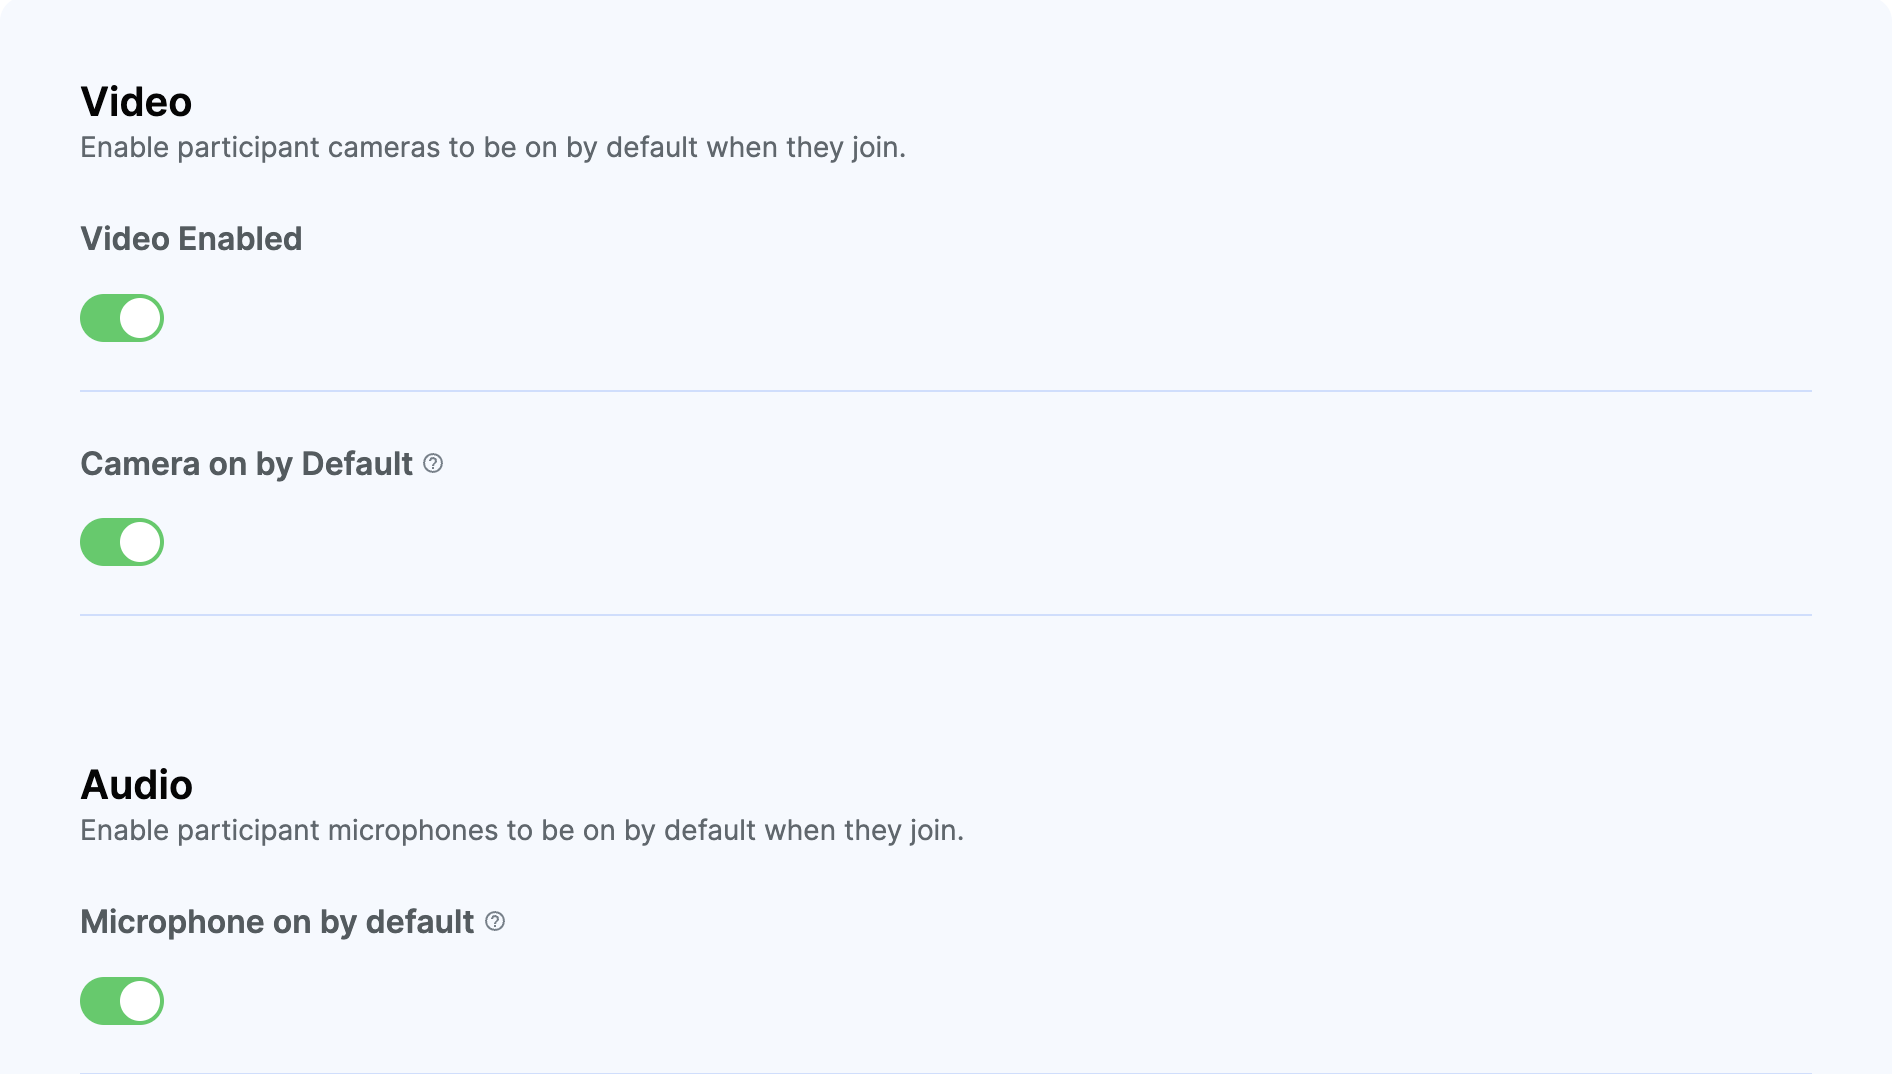 Video
Enable participant cameras to be on by default when they join.
Video Enabled
Camera on by Default
Audio
Enable participant microphones to be on by default when they join.
Microphone on by default